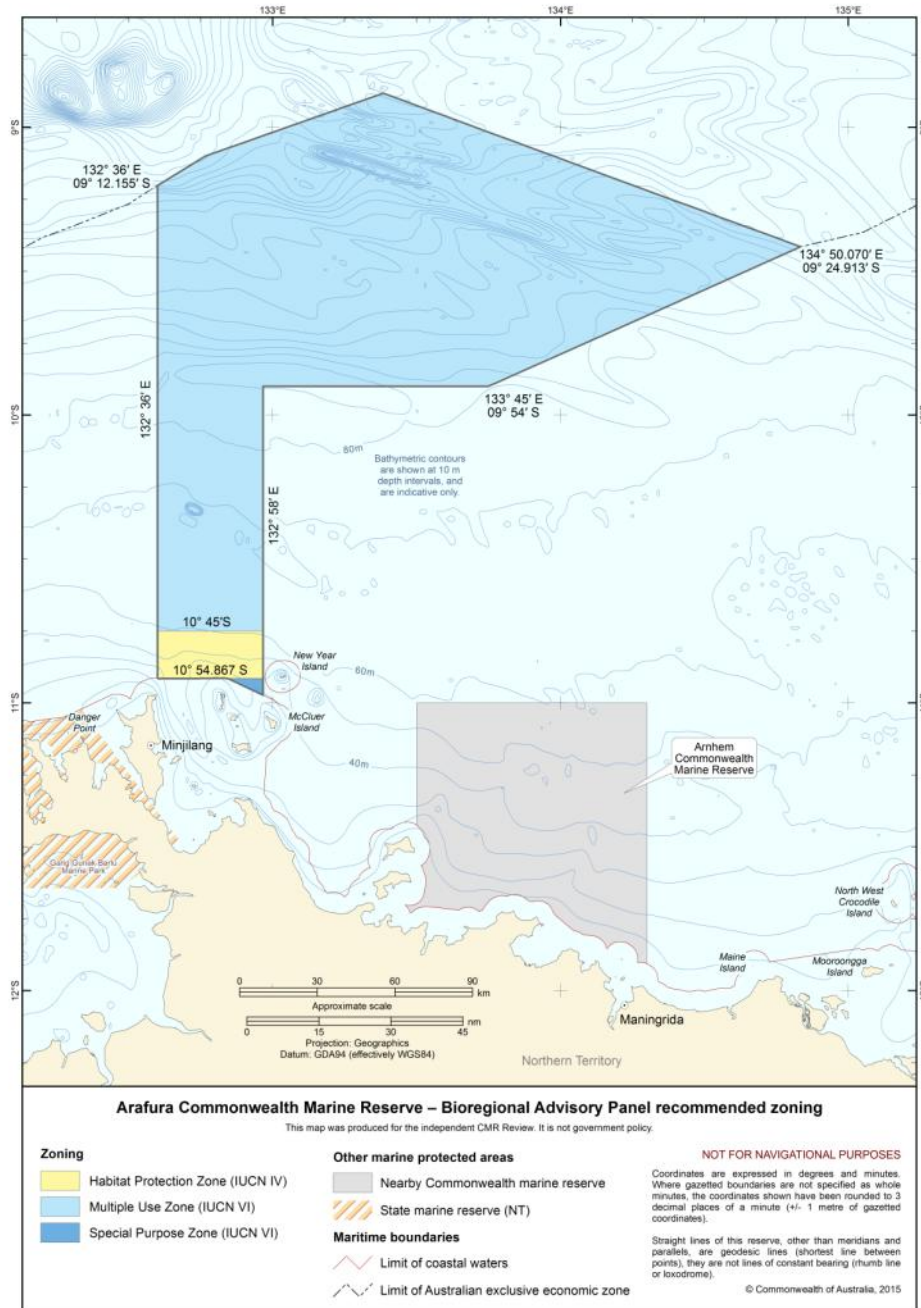 133°E
134°E
135°E
9°S
132° 36′ E
09° 12.155′ S
134° 50.070′ E
09° 24.913′ S
132° 36′ E
133° 45′ E
09° 54′ S
10°S
80m
Bathymetric contours
are shown at 10 m
depth intervals, and
are indicative only.
132° 58′ E
10° 45′S
10° 54.867′ S
New Year
Island
60m
11°S
Danger
Point
McCluer
Island
Minjilang
40m
Arnhem
Commonwealth
Marine Reserve
Garig Gunak Barlu
Marine Park
North West
Crocodile
Island
Maine
Island
Mooroongga
Island
12°S
0 30 60 90
km
Approximate scale
nm
0 15 30 45
Projection: Geographics
Datum: GDA94 (effectively WGS84)
Maningrida
Northern Territory
Arafura Commonwealth Marine Reserve – Bioregional Advisory Panel recommended zoning
This map was produced for the independent CMR Review. It is not government policy.
Zoning
Habitat Protection Zone (IUCN IV)
Multiple Use Zone (IUCN VI)
Special Purpose Zone (IUCN VI)
Other marine protected areas
Nearby Commonwealth marine reserve
State marine reserve (NT)
Maritime boundaries
Limit of coastal waters
Limit of Australian exclusive economic zone
NOT FOR NAVIGATIONAL PURPOSES
Coordinates are expressed in degrees and minutes.
Where gazetted boundaries are not specified as whole
minutes, the coordinates shown have been rounded to 3
decimal places of a minute (+/- 1 metre of gazetted
coordinates).
Straight lines of this reserve, other than meridians and
parallels, are geodesic lines (shortest line between
points), they are not lines of constant bearing (rhumb line
or loxodrome).
© Commonwealth of Australia, 2015